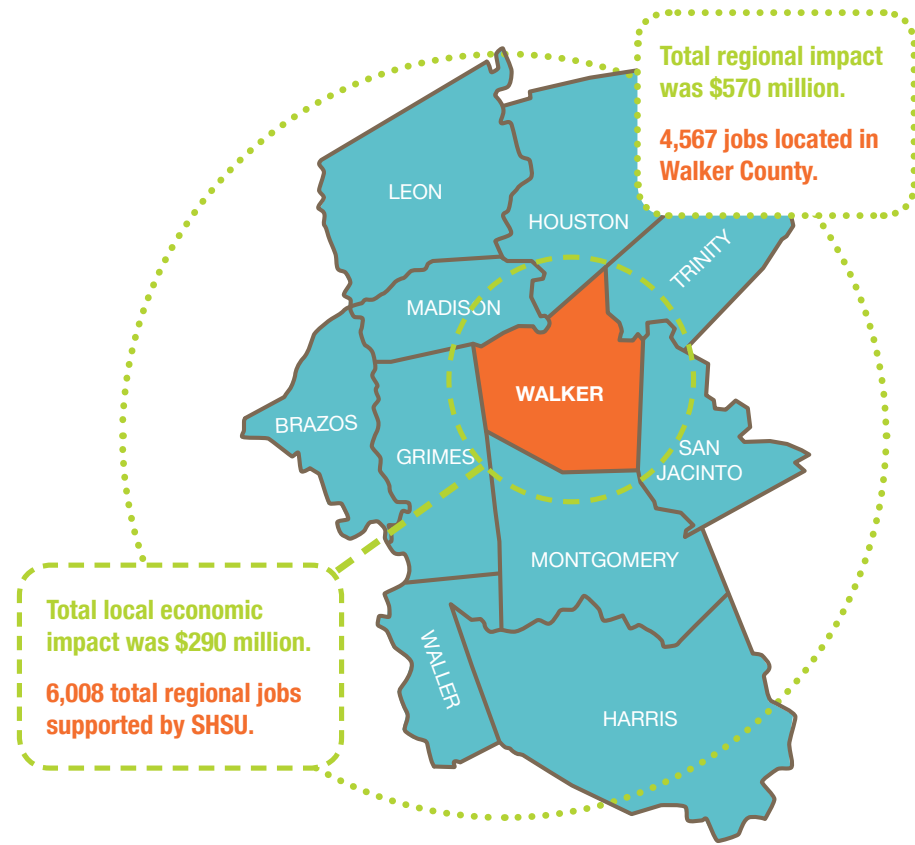 Total regional impact
was $570 million.
4,567 jobs located in
Walker County.
LEON
HOUSTON
TRINITY
MADISON
WALKER
BRAZOS
GRIMES
SAN
JACINTO
MONTGOMERY
Total local economic
impact was $290 million.
6,008 total regional jobs
supported by SHSU.
WALLER
HARRIS